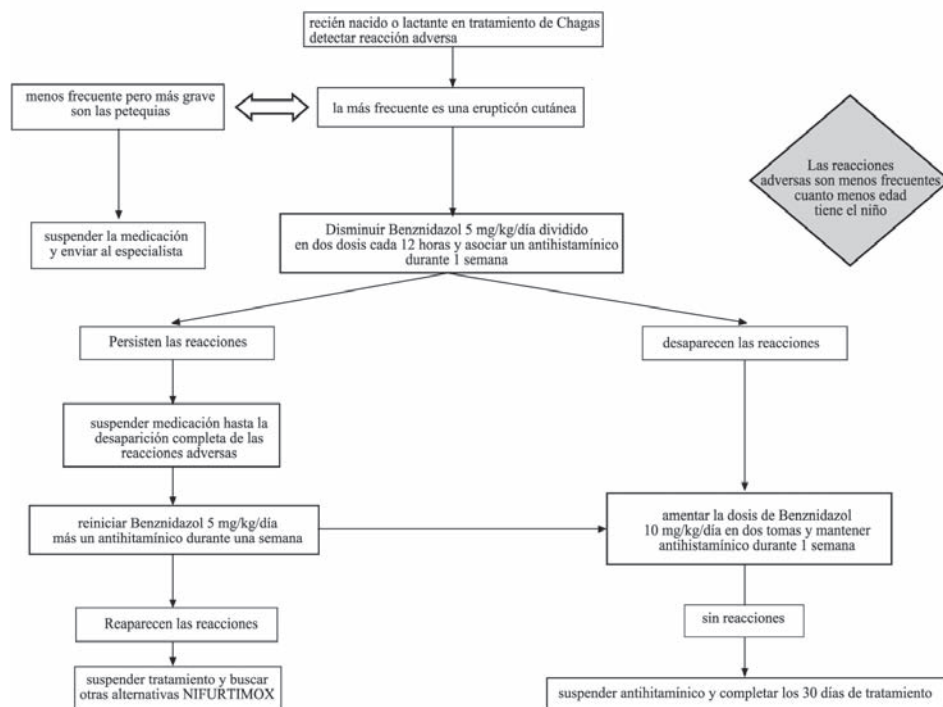 recién nacido o lactante en tratamiento de Chagas
detectar reacción adversa
menos frecuente pero más grave
son las petequias
la más frecuente es una erupticón cutánea
Las reacciones
adversas son menos frecuentes
cuanto menos edad
tiene el niño
suspender la medicación
y enviar al especialista
Disminuir Benznidazol 5 mg/kg/día dividido
en dos dosis cada 12 horas y asociar un antihistamínico
durante 1 semana
Persisten las reacciones
desaparecen las reacciones
suspender medicación hasta la
desaparición completa de las
reacciones adversas
reiniciar Benznidazol 5 mg/kg/día
más un antihitamínico durante una semana
amentar la dosis de Benznidazol
10 mg/kg/día en dos tomas y mantener
antihistamínico durante 1 semana
Reaparecen las reacciones
sin reacciones
suspender tratamiento y buscar
otras alternativas NIFURTIMOX
suspender antihitamínico y completar los 30 días de tratamiento